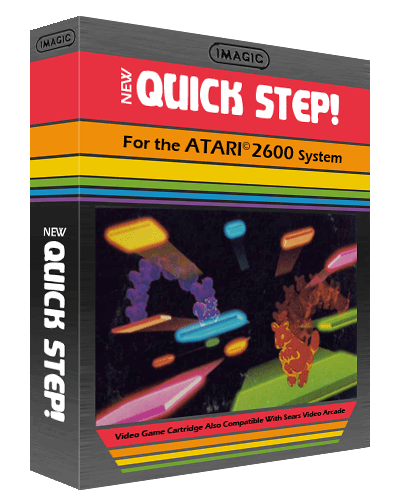 IMAGIC
IMAGIC
NEW
QUICK STEP!
For the ATARI© 2600 System
NEW
QUICK STEP!
Video Game Cartridge Also Compatible With Sears Video Arcade